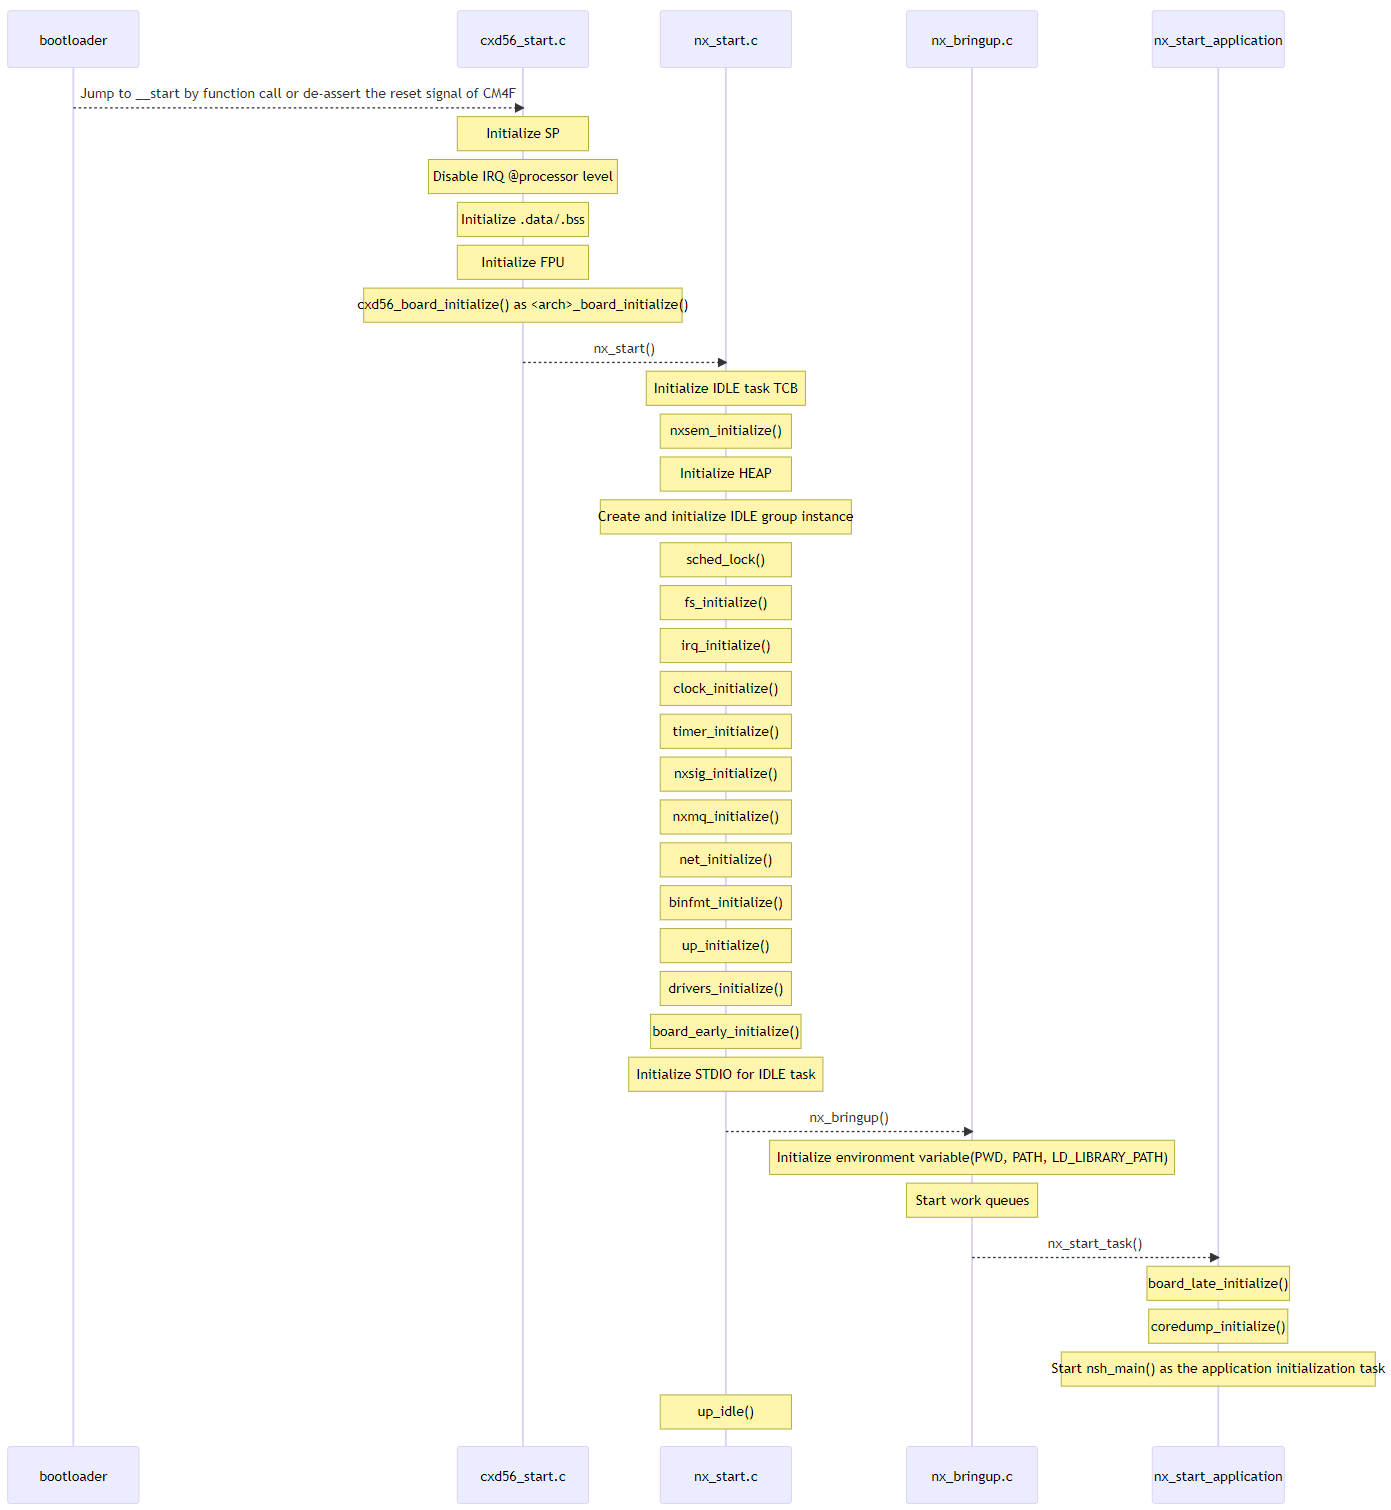 bootloader
cxd56_start.c
nx_start.c
nx_bringup.c
nx_start_application
Jump to __start by function call or de-assert the reset signal of CM4F
Initialize SP
Disable IRQ @processor level
Initialize .data/.bss
Initialize FPU
cxd56_board_initialize() as <arch>_board_initialize()
nx_start()
Initialize IDLE task TCB
nxsem_initialize()
Initialize HEAP
Create and initialize IDLE group instance
sched_lock()
fs_initialize()
irq_initialize()
clock_initialize()
timer_initialize()
nxsig_initialize()
nxmq_initialize()
net_initialize()
binfmt_initialize()
up_initialize()
drivers_initialize()
board_early_initialize()
Initialize STDIO for IDLE task
nx_bringup()
Initialize environment variable(PWD, PATH, LD_LIBRARY_PATH)
Start work queues
nx_start_task()
board_late_initialize()
coredump_initialize()
Start nsh_main() as the application initialization task
up_idle()
bootloader
cxd56_start.c
nx_start.c
nx_bringup.c
nx_start_application